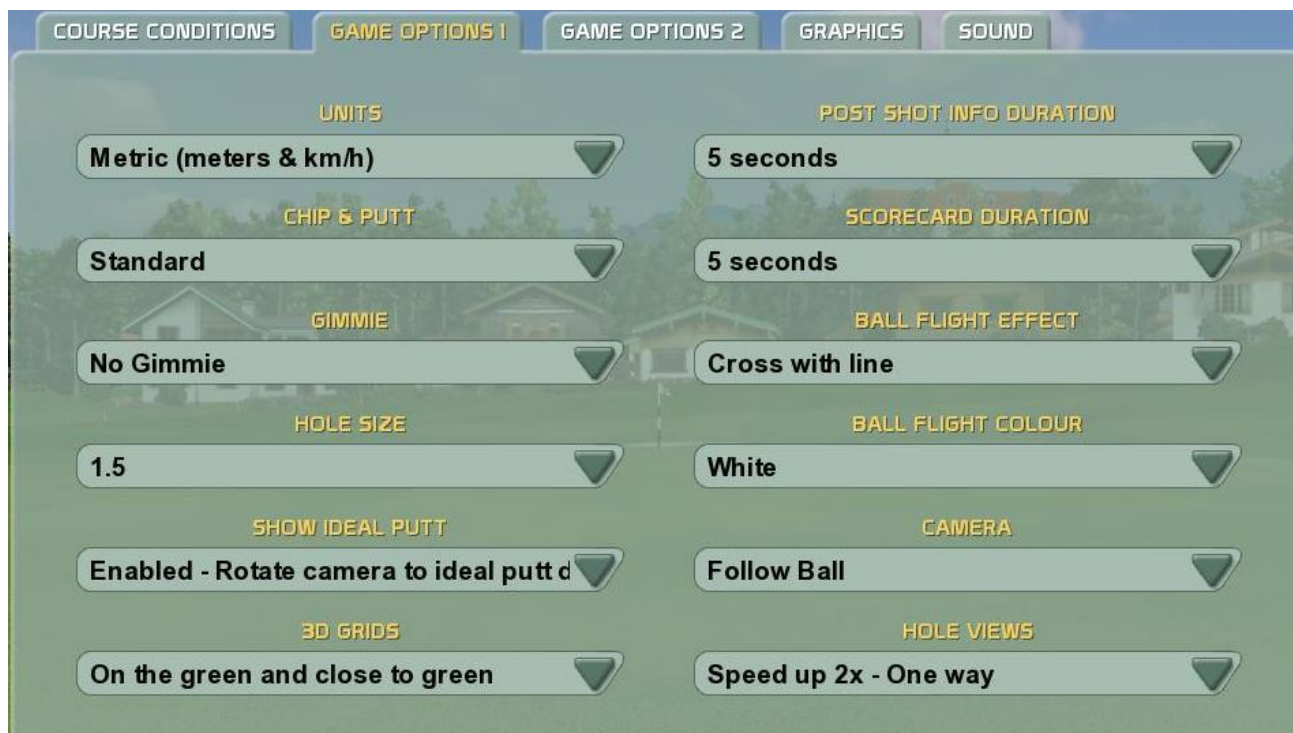 COURSE CONDITIONS
GAME OPTIONS 1
GAME OPTIONS 2
GRAPHICS
SOUND
UNITS
Metric (meters & km/h)
CHIP & PUTT
Standard
GIMMIE
No Gimmie
HOLE SIZE
1.5
SHOW IDEAL PUTT
Enabled - Rotate camera to ideal putt d
3D GRIDS
On the green and close to green
POST SHOT INFO DURATION
5 seconds
SCORECARD DURATION
5 seconds
BALL FLIGHT EFFECT
Cross with line
BALL FLIGHT COLOUR
White
CAMERA
Follow Ball
HOLE VIEWS
Speed up 2x - One way